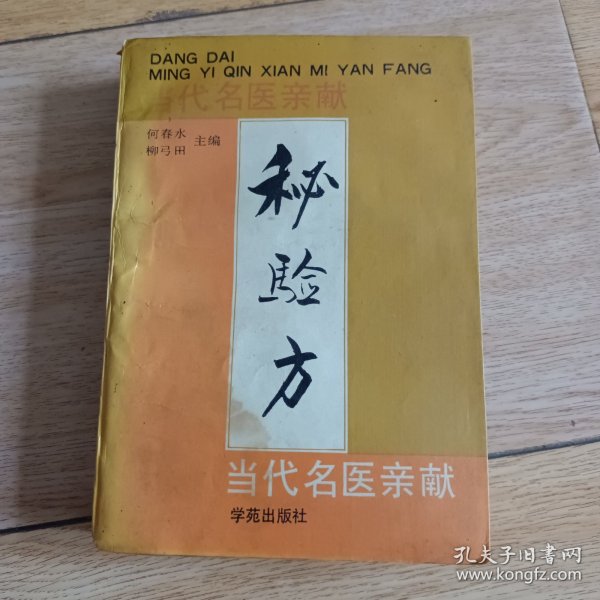 DANG DAI
MING YI QIN XIAN MI YAN FANG
当代名医亲献
何春水
柳弓田
主编
秘
验
方
当代名医亲献
学苑出版社
孔夫子旧书网
www.kongfz.com